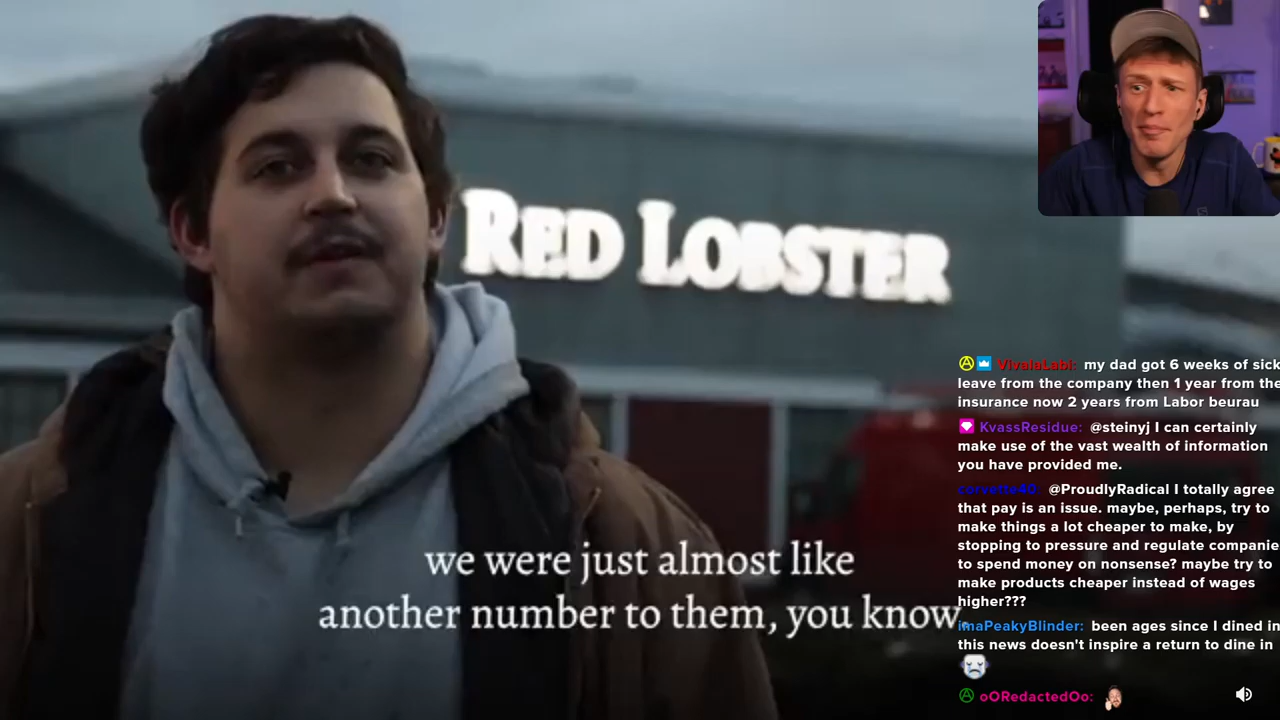 RED LOBSTER
we were just almost like
another number to them, you know
VivalaLabi: my dad got 6 weeks of sick
leave from the company then 1 year from the
insurance now 2 years from Labor beurau
KvassResidue: @steinyj I can certainly
make use of the vast wealth of information
you have provided me.
corvette40: @ProudlyRadical I totally agree
that pay is an issue. maybe, perhaps, try to
make things a lot cheaper to make, by
stopping to pressure and regulate companie
to spend money on nonsense? maybe try to
make products cheaper instead of wages
higher???
imaPeakyBlinder: been ages since I dined in
this news doesn't inspire a return to dine in
oORedactedOo: